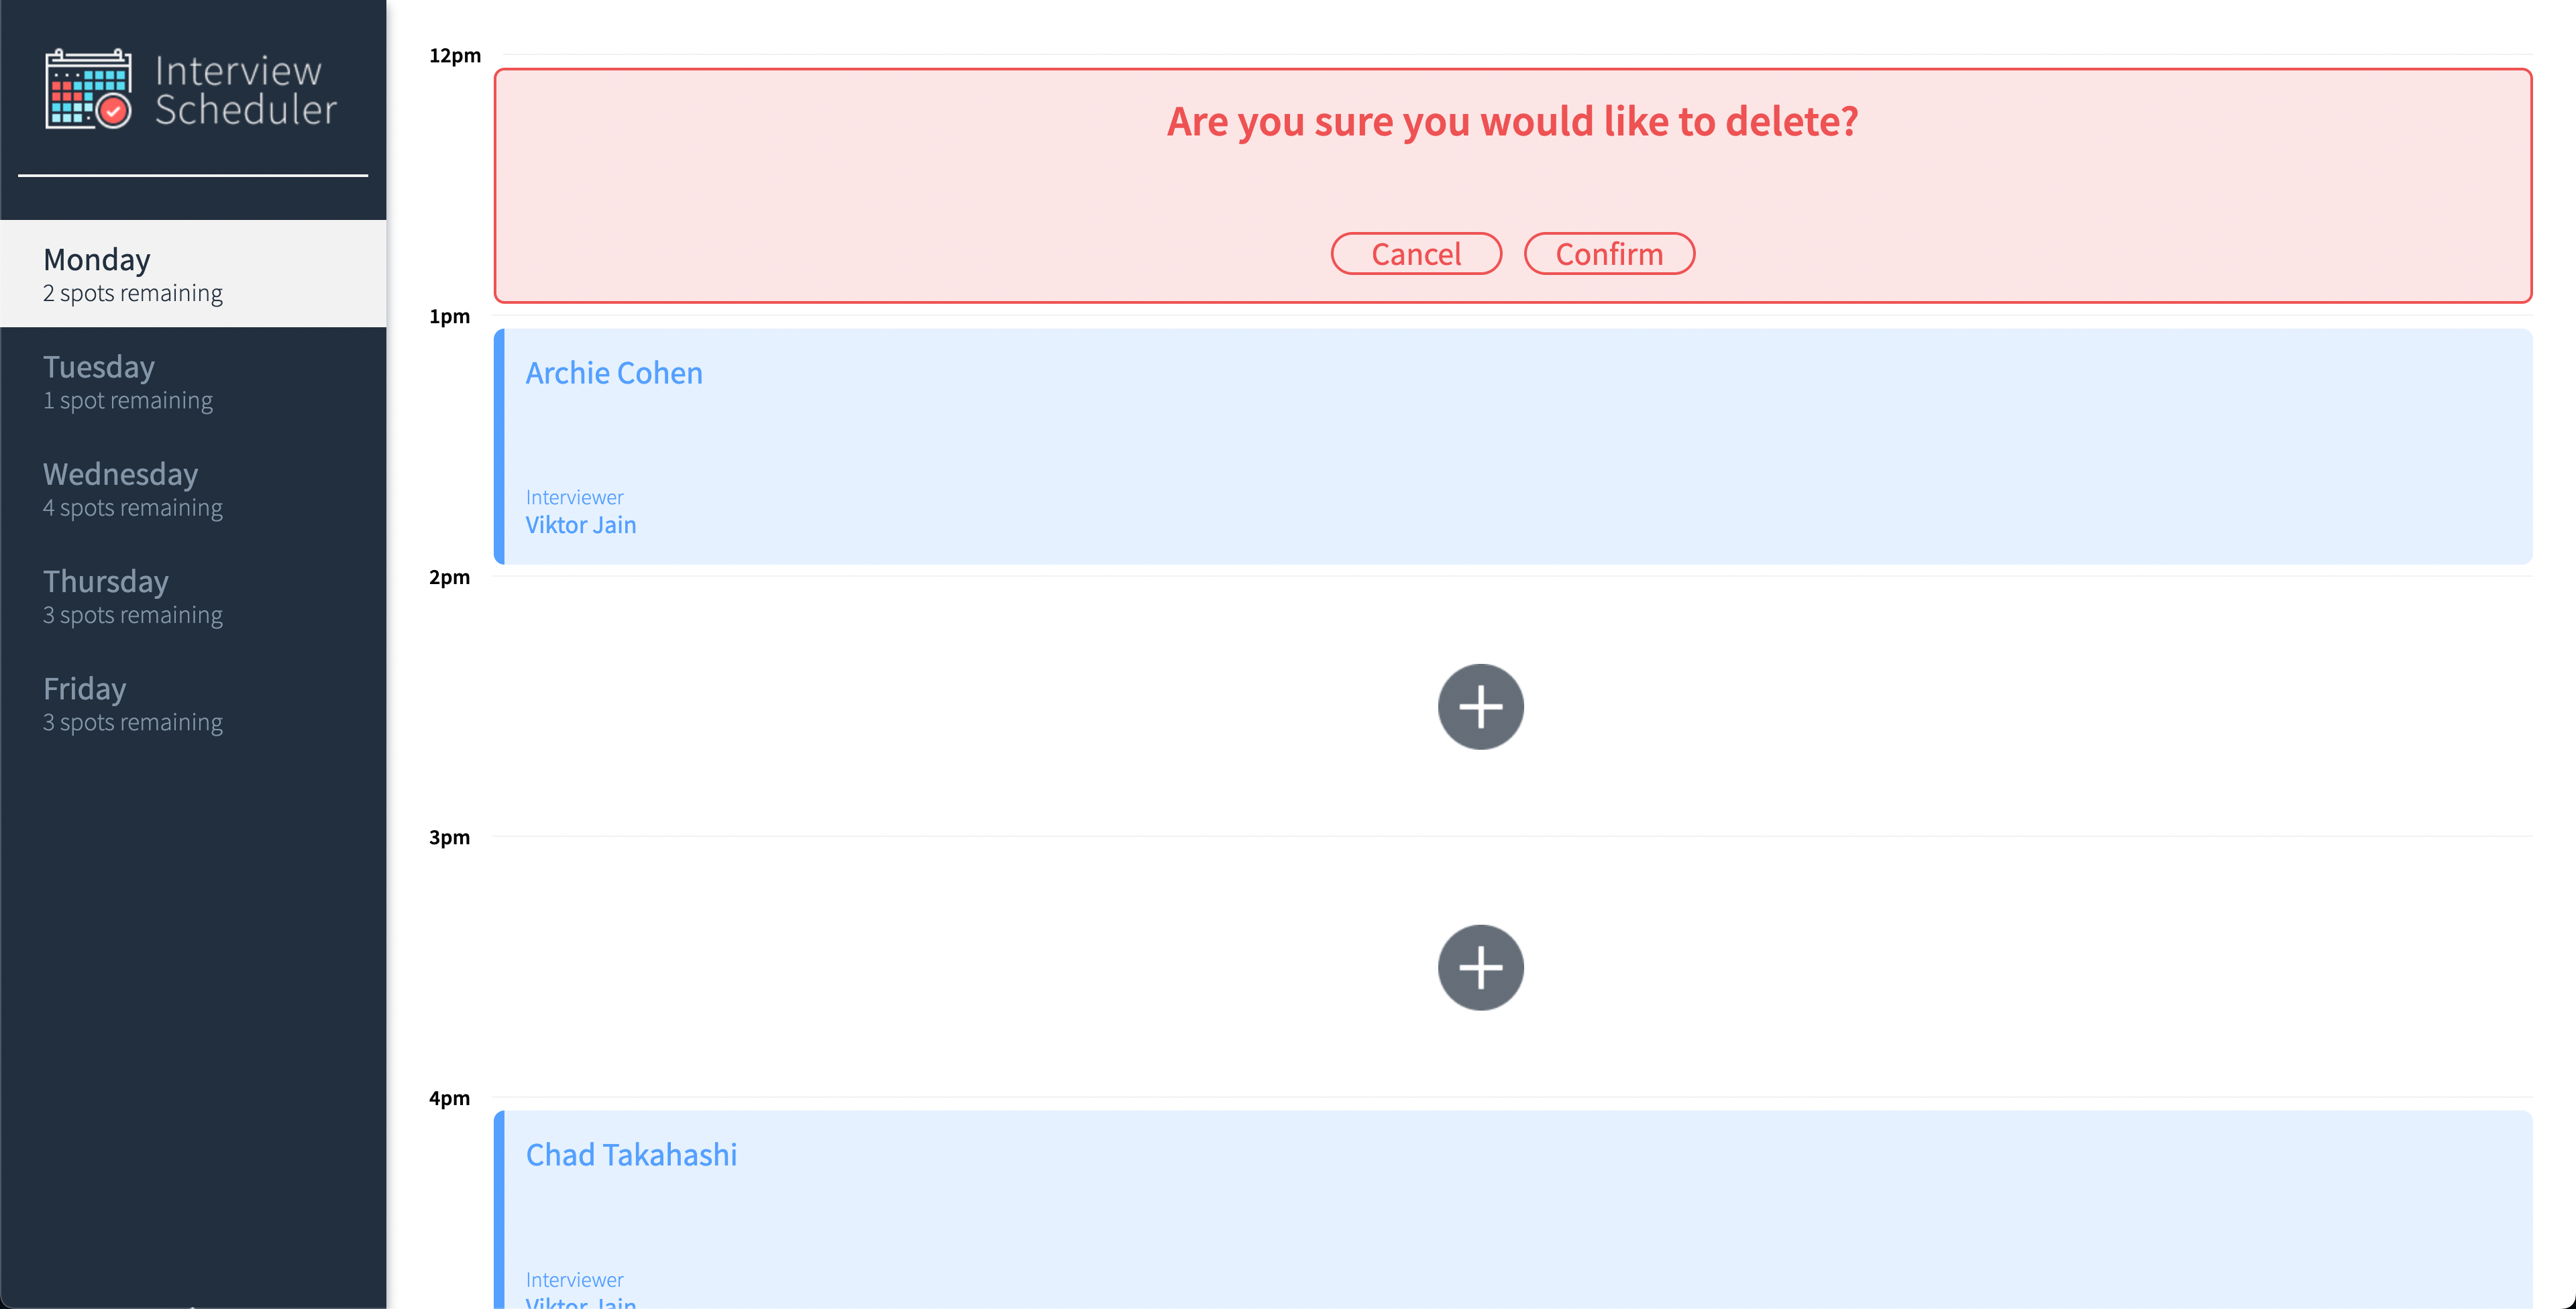 Interview
Scheduler
Monday
2 spots remaining
Tuesday
1 spot remaining
Wednesday
4 spots remaining
Thursday
3 spots remaining
Friday
3 spots remaining
12pm
Are you sure you would like to delete?
Cancel Confirm
1pm
Archie Cohen
Interviewer
Viktor Jain
2pm
3pm
4pm
Chad Takahashi
Interviewer
Viktor Jain